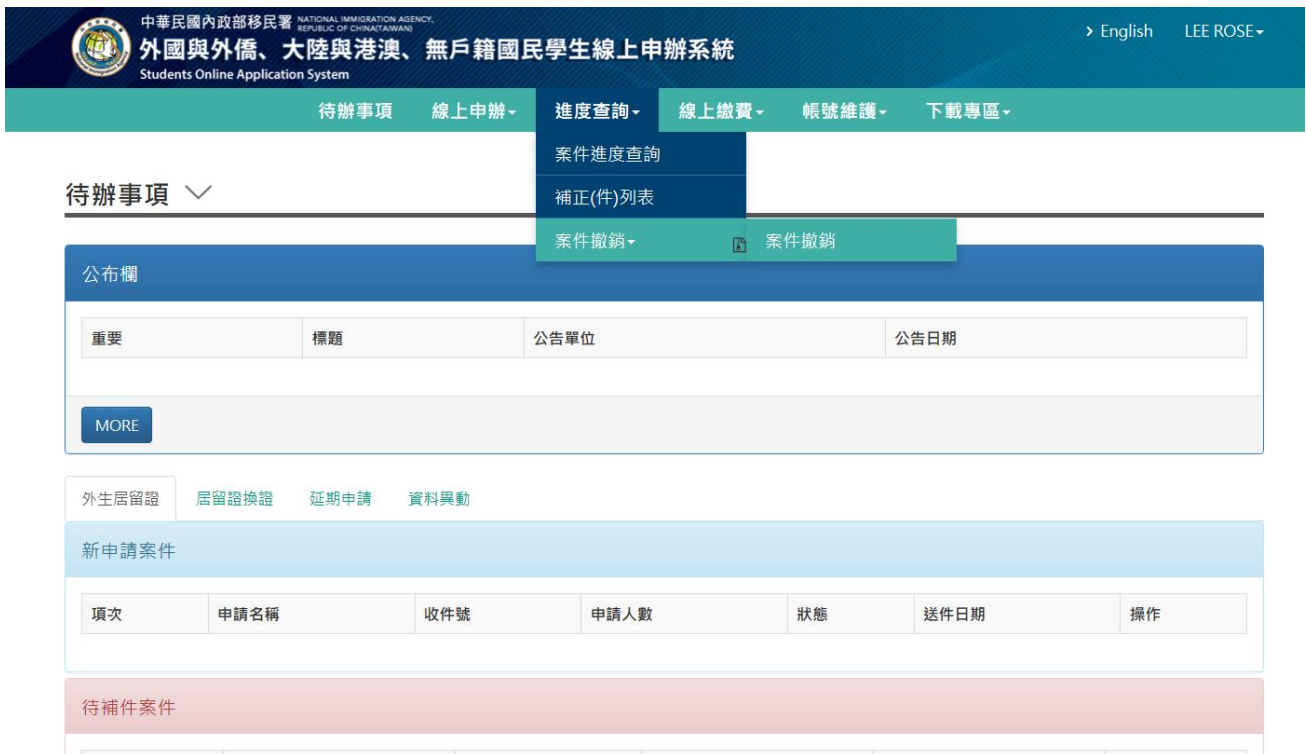 中華民國內政部移民署 NATIONAL IMMIGRATION AGENCY, REPUBLIC OF CHINA(TAIWAN)
外國與外僑、大陸與港澳、無戶籍國民學生線上申辦系統
Students Online Application System
> English LEE ROSE
待辦事項 線上申辦 進度查詢 線上繳費 帳號維護 下載專區
案件進度查詢
補正(件)列表
案件撤銷 案件撤銷
待辦事項
公布欄
重要 標題 公告單位 公告日期
MORE
外生居留證 居留證換證 延期申請 資料異動
新申請案件
項次 申請名稱 收件號 申請人數 狀態 送件日期 操作
待補件案件